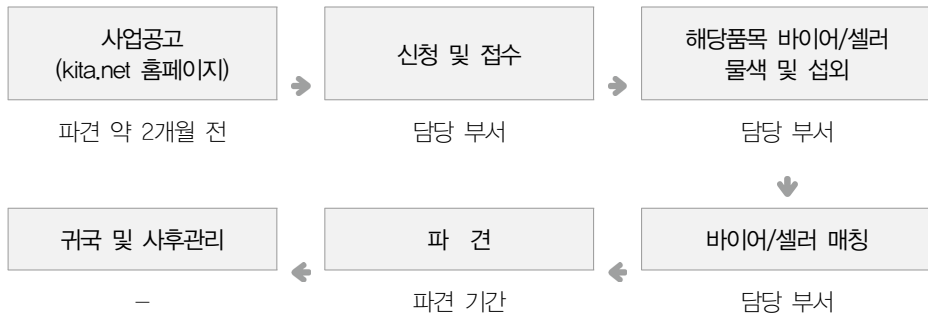 사업공고
(kita.net 홈페이지)
파견 약 2개월 전
신청 및 접수
담당 부서
해당품목 바이어/셀러
물색 및 섭외
담당 부서
바이어/셀러 매칭
담당 부서
파 견
파견 기간
귀국 및 사후관리
–